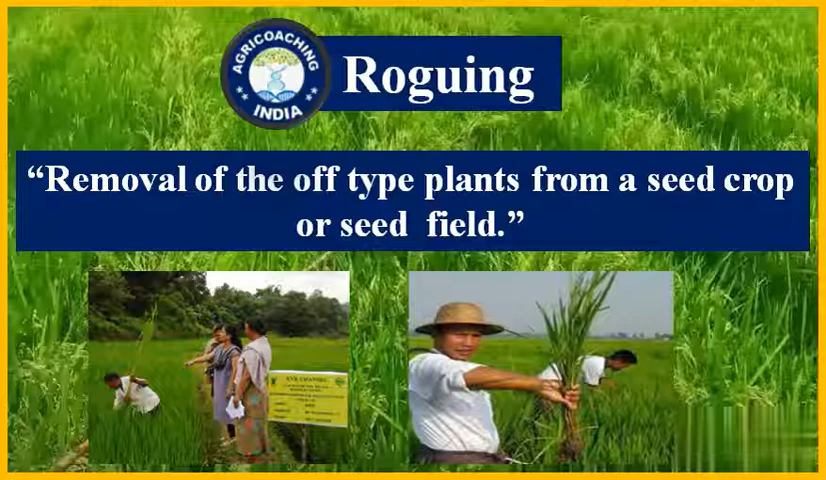 AGRICOACHING
INDIA
Roguing
“Removal of the off type plants from a seed crop
or seed field.”